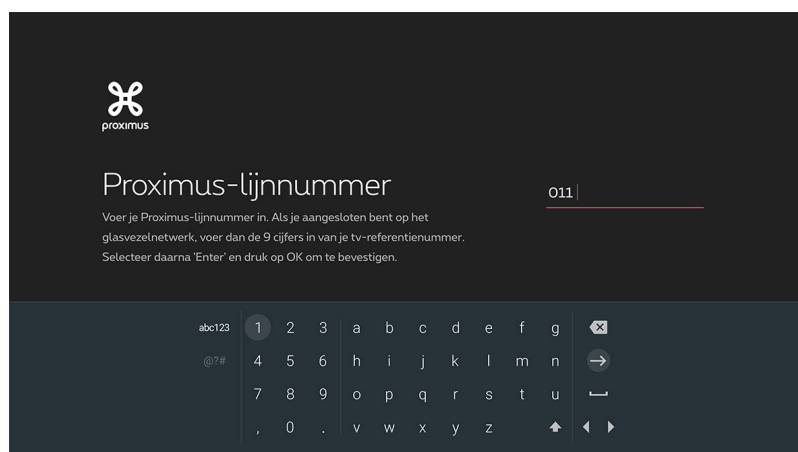 proximus
Proximus-lijnnummer
011
Voer je Proximus-lijnnummer in. Als je aangesloten bent op het
glasvezelnetwerk, voer dan de 9 cijfers in van je tv-referentienummer.
Selecteer daarna 'Enter' en druk op OK om te bevestigen.
abc123 1 2 3 a b c d e f g
@?# 4 5 6 h i j k l m n
7 8 9 o p q r s t u
, 0 . v w x y z